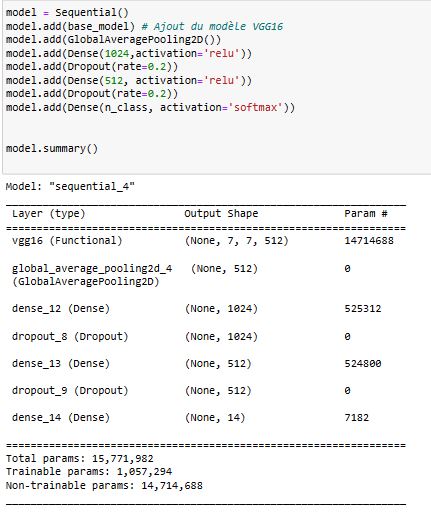 model = Sequential()
model.add(base_model) # Ajout du modèle VGG16
model.add(GlobalAveragePooling2D())
model.add(Dense(1024,activation='relu'))
model.add(Dropout(rate=0.2))
model.add(Dense(512, activation='relu'))
model.add(Dropout(rate=0.2))
model.add(Dense(n_class, activation='softmax'))
model.summary()
Model: "sequential_4"
Layer (type) Output Shape Param #
vgg16 (Functional) (None, 7, 7, 512) 14714688
global_average_pooling2d_4 (None, 512) 0
(GlobalAveragePooling2D)
dense_12 (Dense) (None, 1024) 525312
dropout_8 (Dropout) (None, 1024) 0
dense_13 (Dense) (None, 512) 524800
dropout_9 (Dropout) (None, 512) 0
dense_14 (Dense) (None, 14) 7182
Total params: 15,771,982
Trainable params: 1,057,294
Non-trainable params: 14,714,688